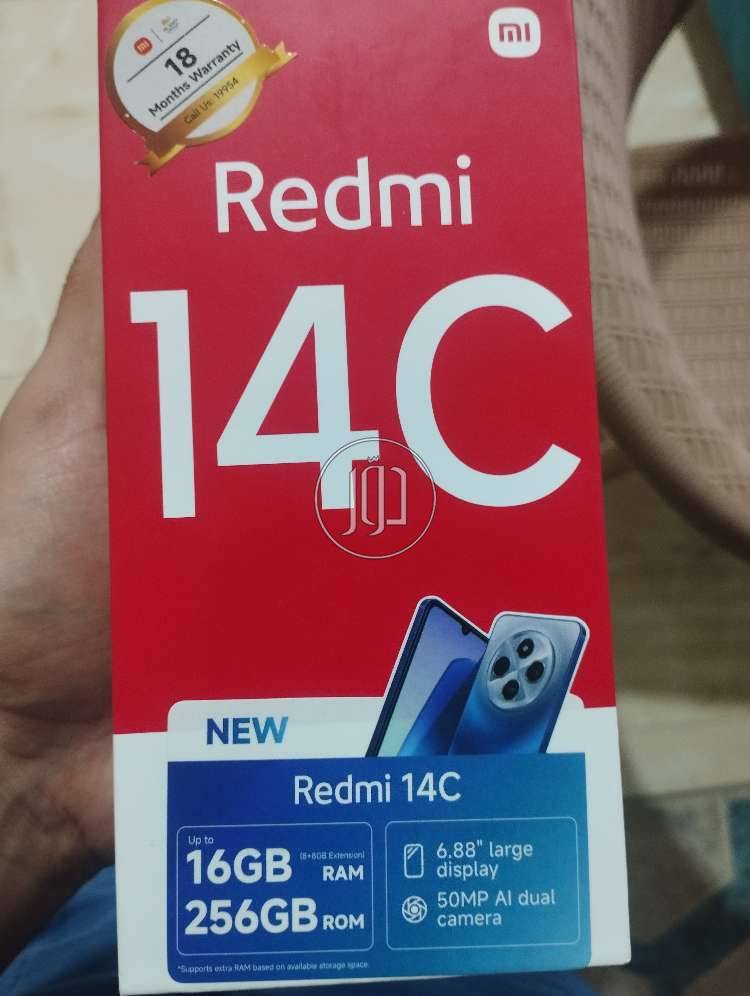 18
Months Warranty
Call Us: 19954
mi
Redmi
14C
دوّر
NEW
Redmi 14C
Up to
16GB (8+8GB Extension) RAM
256GB ROM
6.88" large
display
50MP AI dual
camera
*Supports extra RAM based on available storage space.